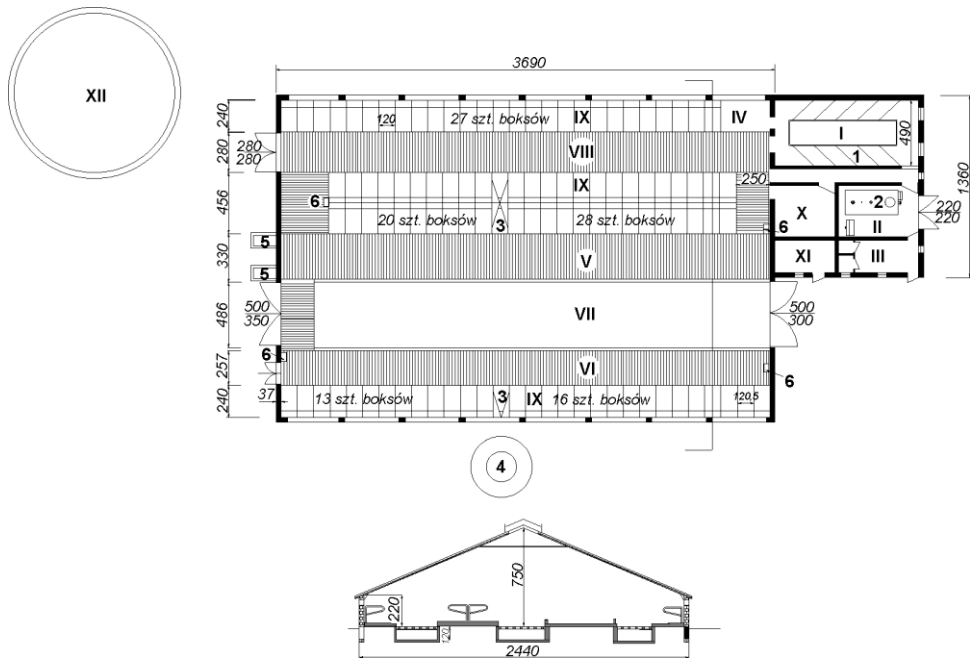 XII
3690
240
120
27 szt. boksów
IX
IV
I
1
490
280
280
280
VIII
1360
456
6
IX
250
20 szt. boksów
3
28 szt. boksów
6
X
2
II
220
220
330
5
5
V
XI
III
486
500
350
VII
500
300
257
6
VI
6
240
37
13 szt. boksów
3
IX
16 szt. boksów
120,5
4
750
220
120
2440